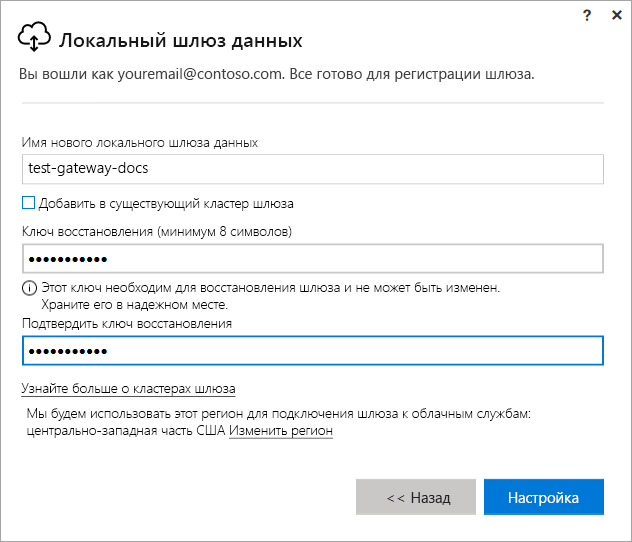 ? ×
Локальный шлюз данных
Вы вошли как youremail@contoso.com. Все готово для регистрации шлюза.
Имя нового локального шлюза данных
test-gateway-docs
Добавить в существующий кластер шлюза
Ключ восстановления (минимум 8 символов)
●●●●●●●●●●●
Этот ключ необходим для восстановления шлюза и не может быть изменен.
Храните его в надежном месте.
Подтвердить ключ восстановления
●●●●●●●●●●●
Узнайте больше о кластерах шлюза
Мы будем использовать этот регион для подключения шлюза к облачным службам:
центрально-западная часть США Изменить регион
<< Назад
Настройка